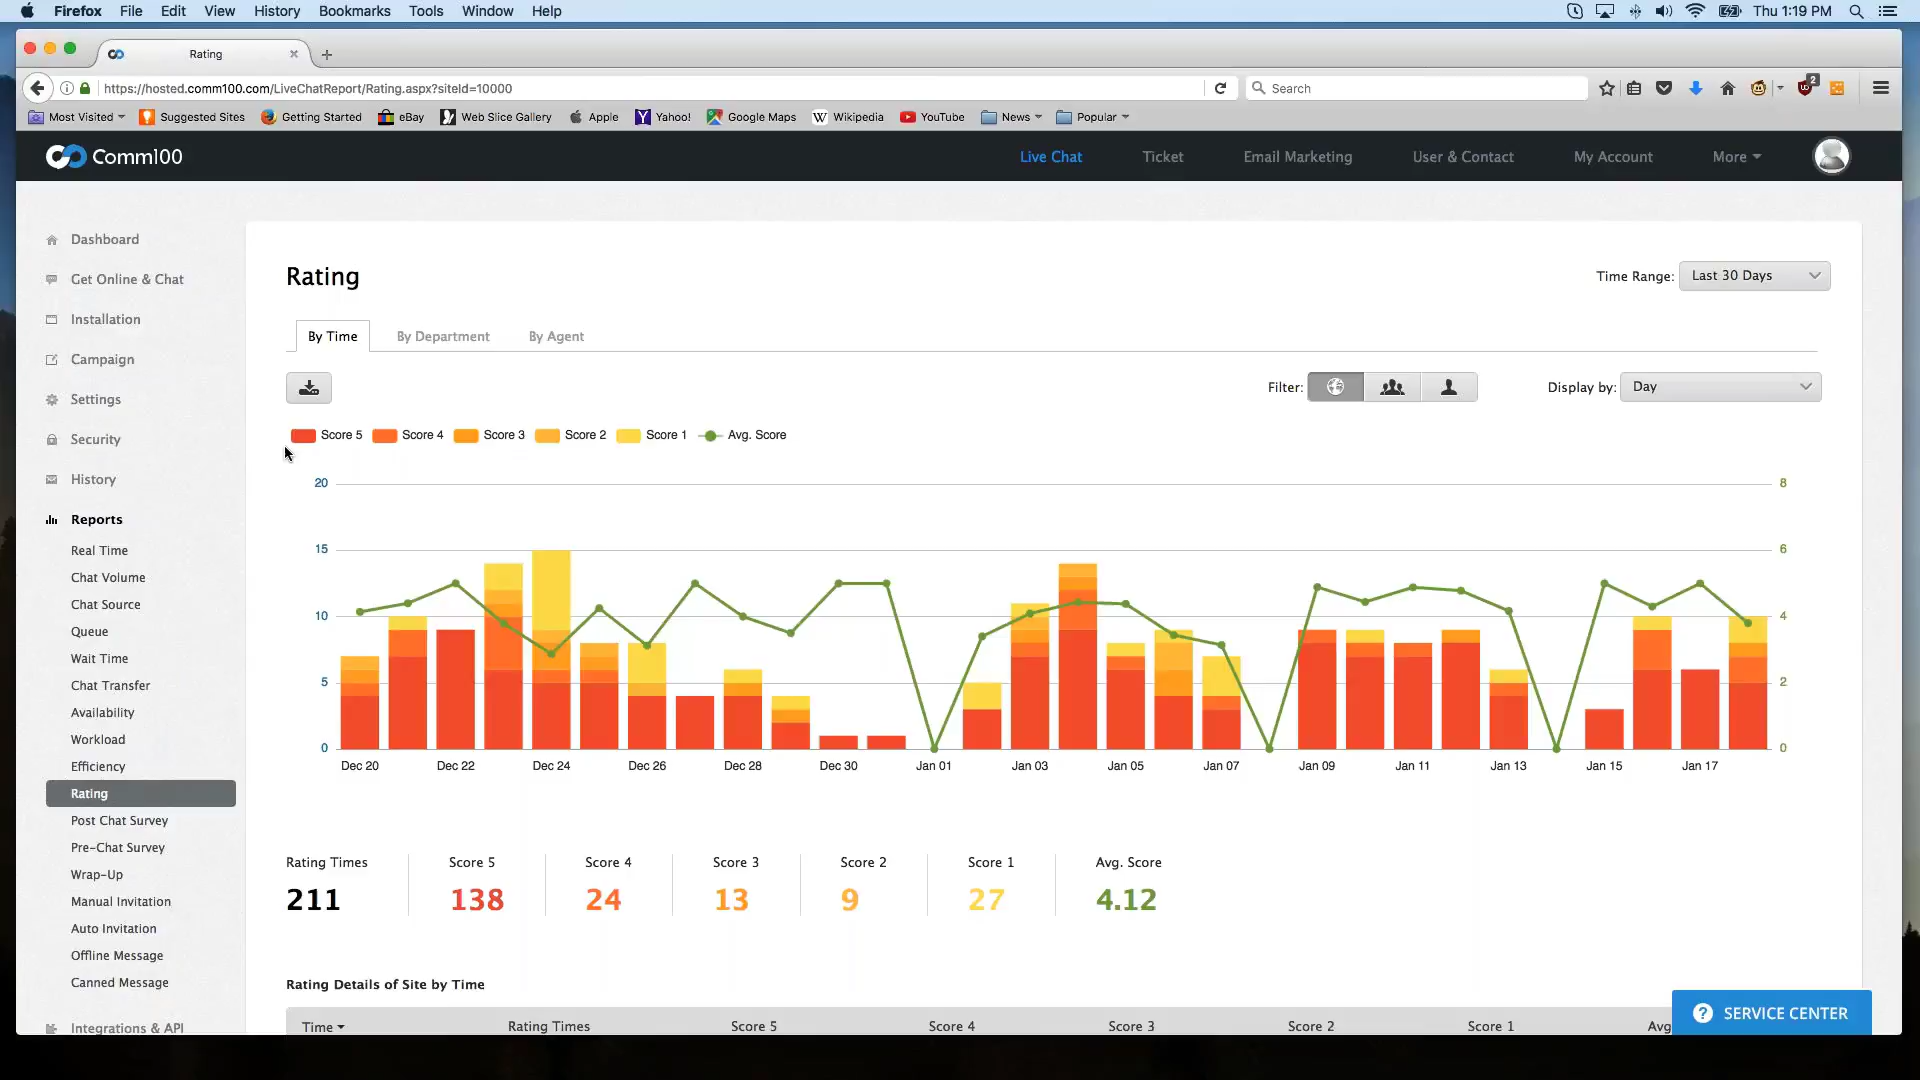 Firefox File Edit View History Bookmarks Tools Window Help Thu 1:19 PM
Rating
https://hosted.comm100.com/LiveChatReport/Rating.aspx?siteId=10000 Search 2
Most Visited Suggested Sites Getting Started eBay Web Slice Gallery Apple Yahoo! Google Maps Wikipedia YouTube News Popular
Comm100 Live Chat Ticket Email Marketing User & Contact My Account More
Dashboard
Get Online & Chat
Installation
Campaign
Settings
Security
History
Reports
Real Time
Chat Volume
Chat Source
Queue
Wait Time
Chat Transfer
Availability
Workload
Efficiency
Rating
Post Chat Survey
Pre-Chat Survey
Wrap-Up
Manual Invitation
Auto Invitation
Offline Message
Canned Message
Integrations & API
Rating Time Range: Last 30 Days
By Time By Department By Agent
Filter: Display by: Day
Score 5 Score 4 Score 3 Score 2 Score 1 Avg. Score
20 8
15 6
10 4
5 2
0 0
Dec 20 Dec 22 Dec 24 Dec 26 Dec 28 Dec 30 Jan 01 Jan 03 Jan 05 Jan 07 Jan 09 Jan 11 Jan 13 Jan 15 Jan 17
Rating Times Score 5 Score 4 Score 3 Score 2 Score 1 Avg. Score
211 138 24 13 9 27 4.12
Rating Details of Site by Time
Time Rating Times Score 5 Score 4 Score 3 Score 2 Score 1 Avg
? SERVICE CENTER